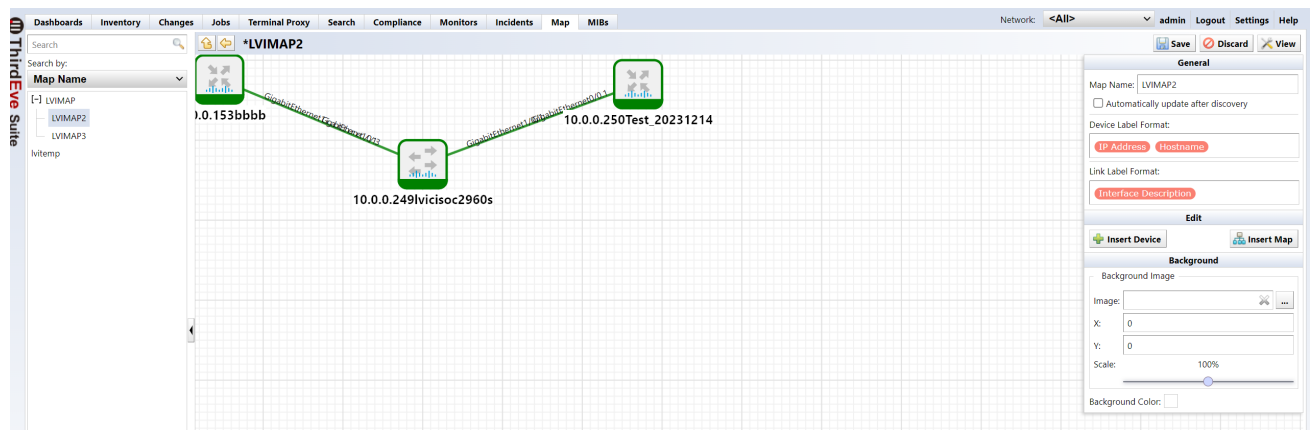 ThirdEve Suite
Dashboards Inventory Changes Jobs Terminal Proxy Search Compliance Monitors Incidents Map MIBs
Network: <All> admin Logout Settings Help
Search
Search by:
Map Name
[-] LVIMAP
LVIMAP2
LVIMAP3
lvitemp
*LVIMAP2
Save Discard View
0.0.153bbbb
10.0.0.250Test_20231214
10.0.0.249lvicisoc2960s
General
Map Name: LVIMAP2
Automatically update after discovery
Device Label Format:
IP Address Hostname
Link Label Format:
Interface Description
Edit
Insert Device Insert Map
Background
Background Image
Image: ...
X: 0
Y: 0
Scale: 100%
Background Color: